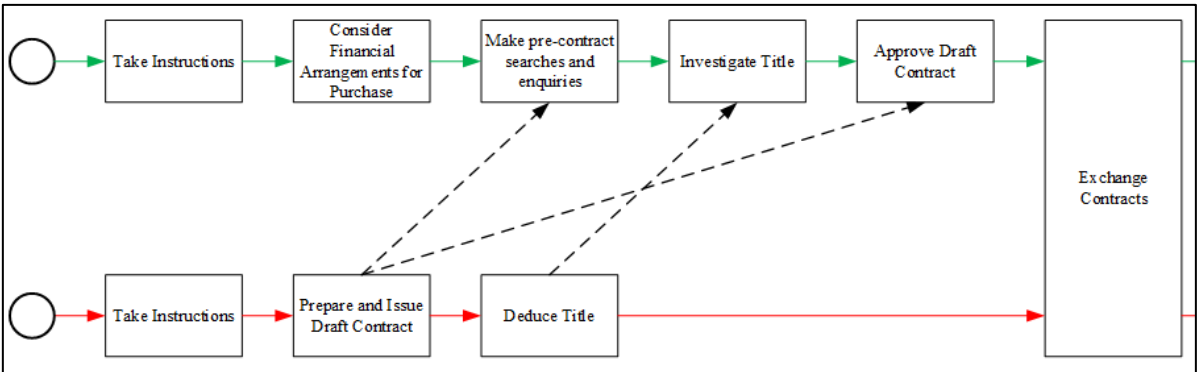 Take Instructions
Consider
Financial
Arrangements for
Purchase
Make pre-contract
searches and
enquiries
Investigate Title
Approve Draft
Contract
Exchange
Contracts
Take Instructions
Prepare and Issue
Draft Contract
Deduce Title